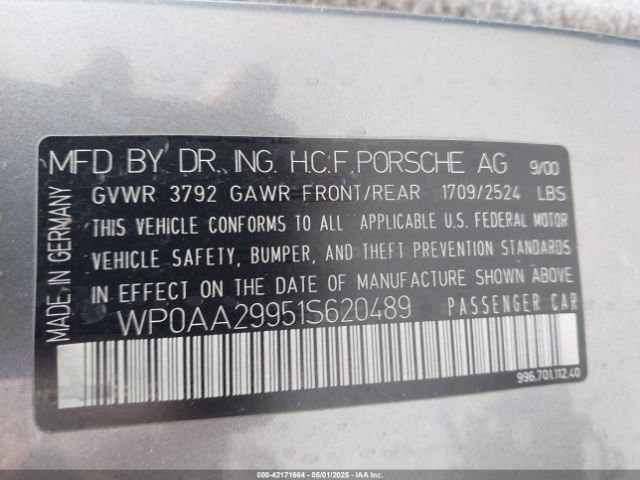 MADE IN GERMANY
MFD BY DR. ING. H.C.F. PORSCHE AG 9/00
GVWR 3792 GAWR FRONT/REAR 1709/2524 LBS
THIS VEHICLE CONFORMS TO ALL APPLICABLE U.S. FEDERAL MOTOR
VEHICLE SAFETY, BUMPER, AND THEFT PREVENTION STANDARDS
IN EFFECT ON THE DATE OF MANUFACTURE SHOWN ABOVE
WP0AA29951S620489 PASSENGER CAR
996.701.112.40
000-42171664 - 05/01/2025 - IAAI.COM